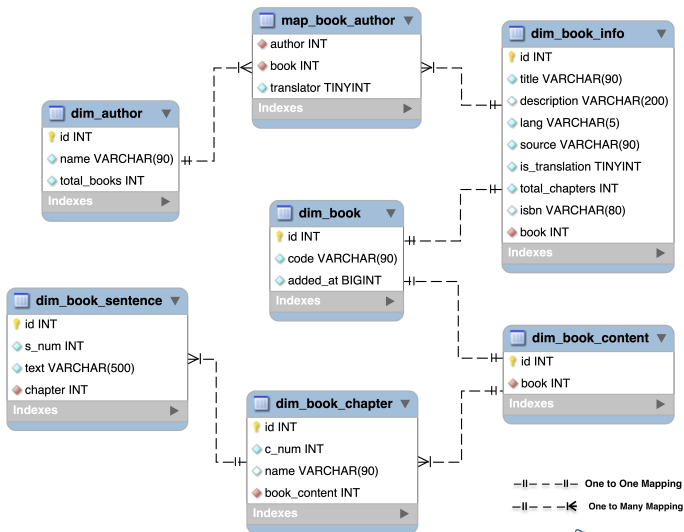 map_book_author
author INT
book INT
translator TINYINT
Indexes
dim_book_info
id INT
title VARCHAR(90)
description VARCHAR(200)
lang VARCHAR(5)
source VARCHAR(90)
is_translation TINYINT
total_chapters INT
isbn VARCHAR(80)
book INT
Indexes
dim_author
id INT
name VARCHAR(90)
total_books INT
Indexes
dim_book
id INT
code VARCHAR(90)
added_at BIGINT
Indexes
dim_book_sentence
id INT
s_num INT
text VARCHAR(500)
chapter INT
Indexes
dim_book_content
id INT
book INT
Indexes
dim_book_chapter
id INT
c_num INT
name VARCHAR(90)
book_content INT
Indexes
One to One Mapping
One to Many Mapping